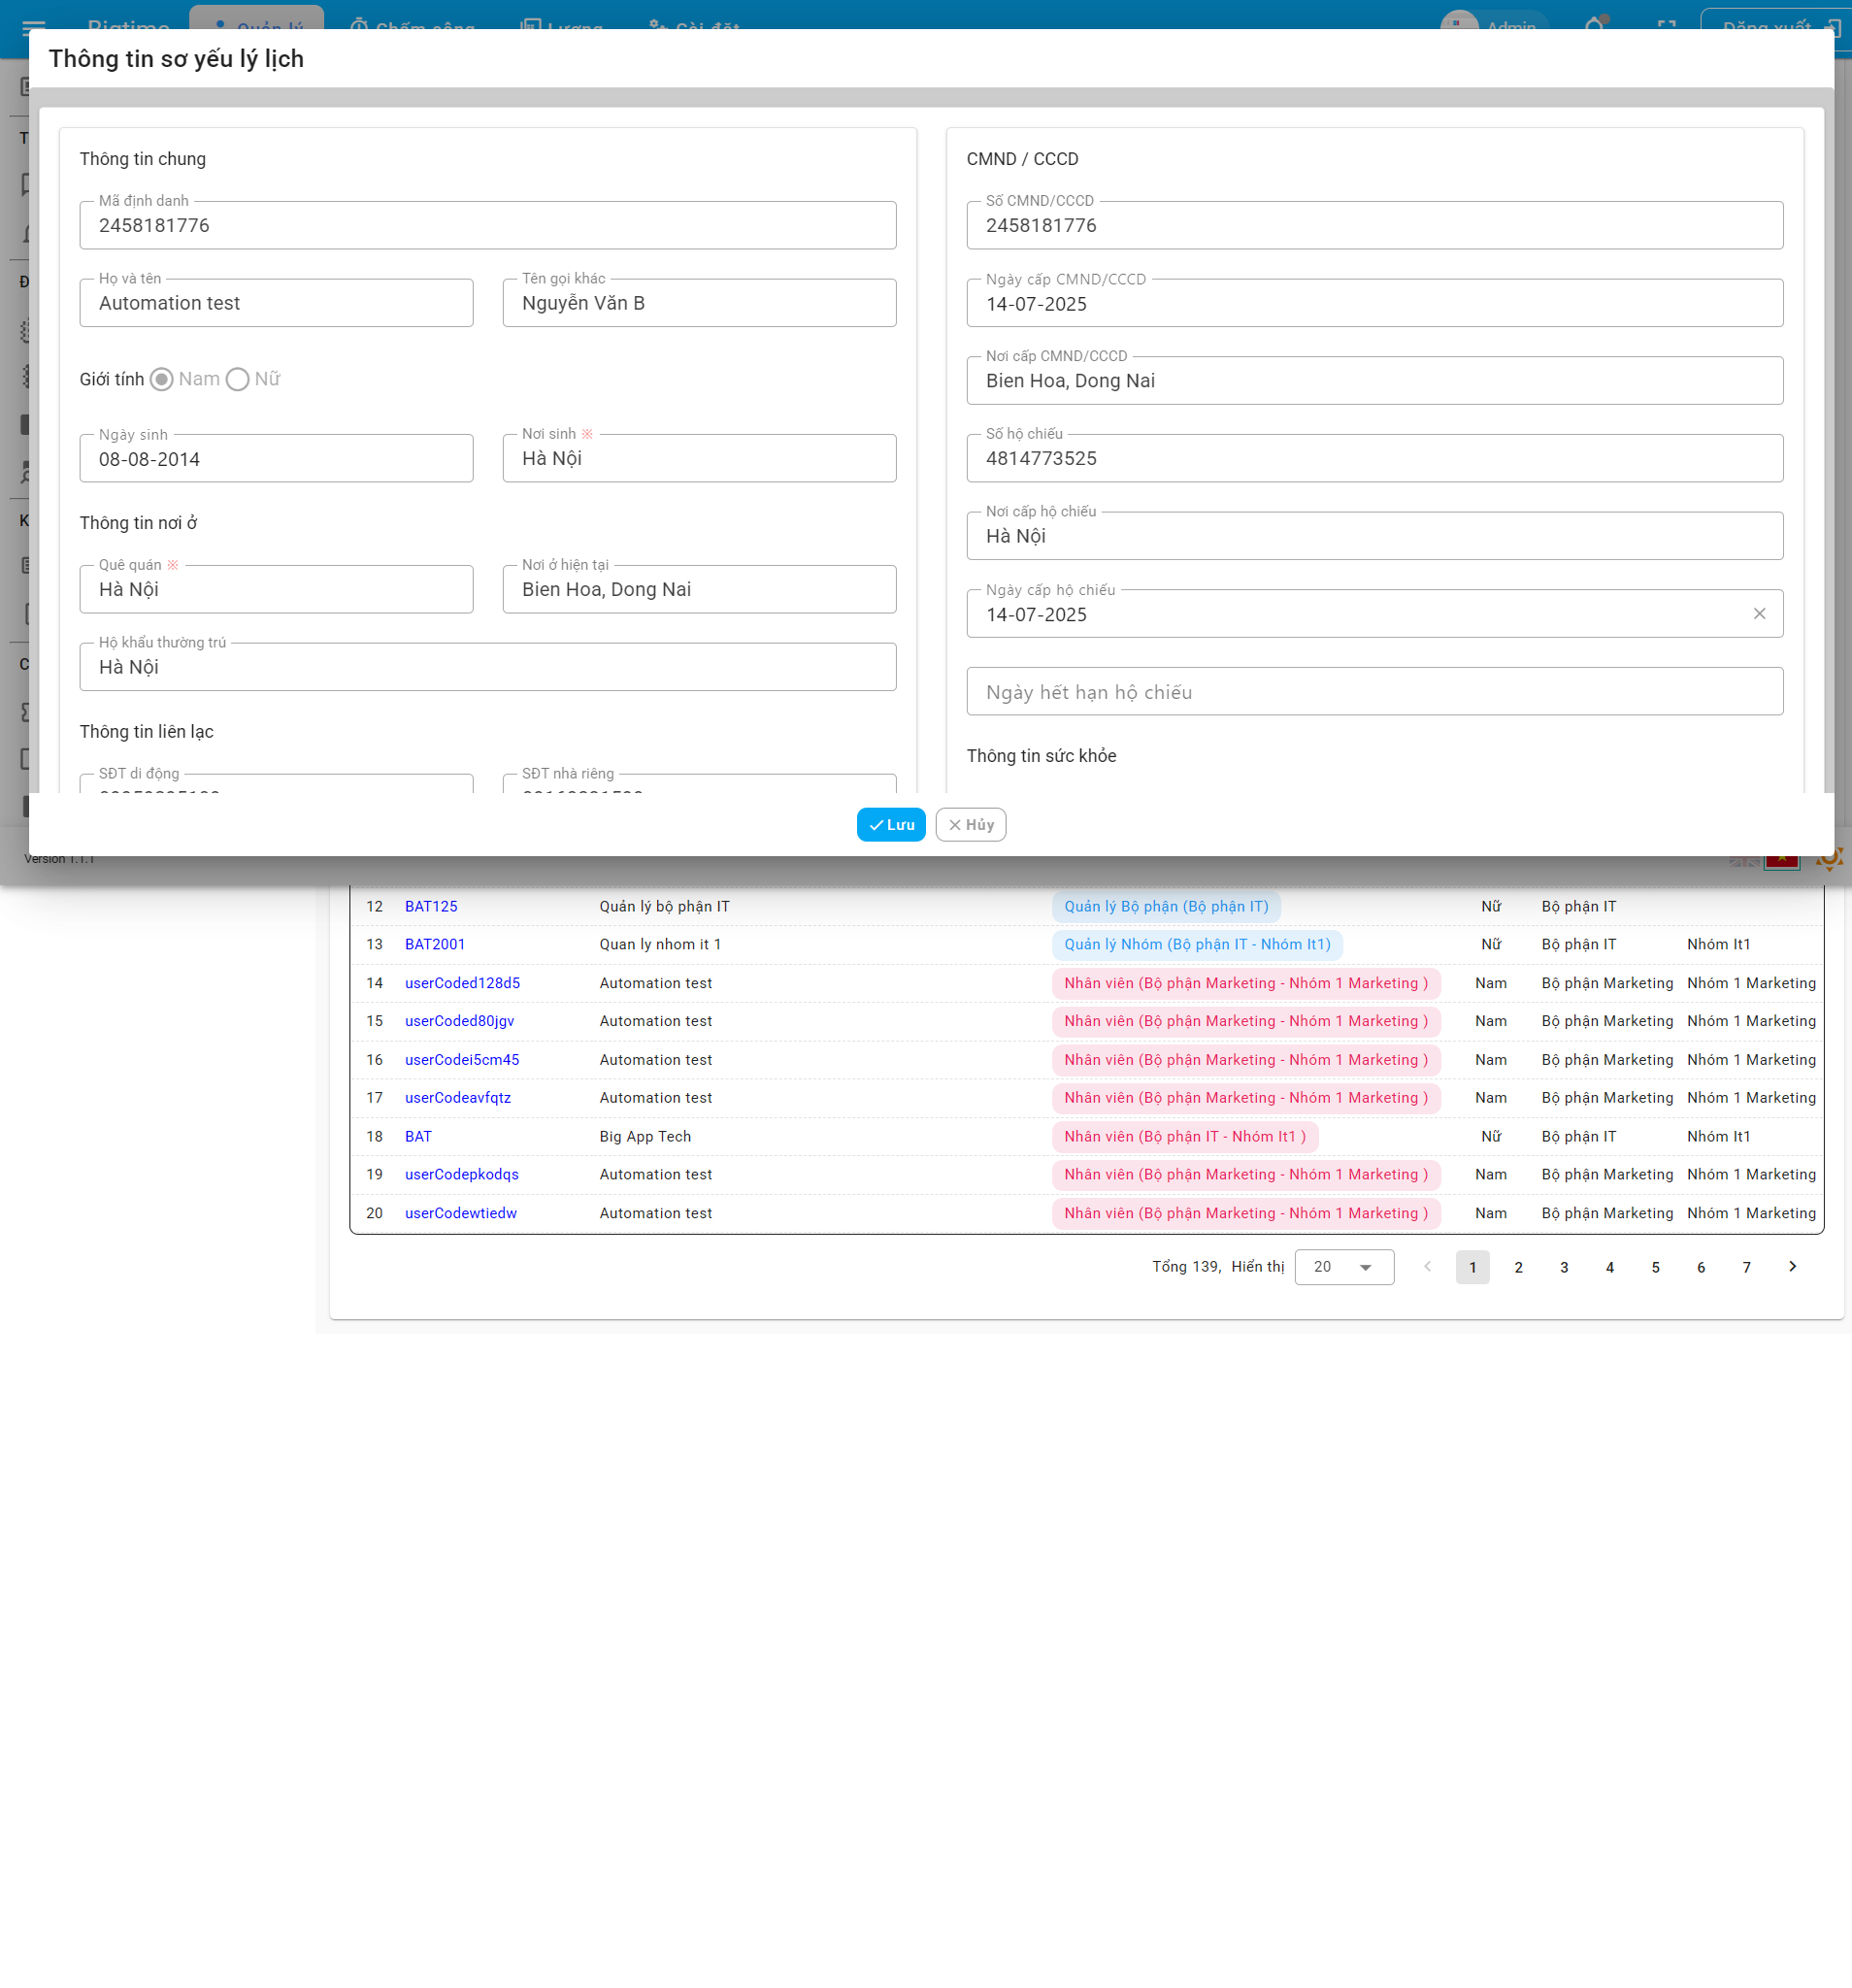 Bigtime Quản lý Chấm công Lương Cài đặt Admin Đăng xuất
Thông tin sơ yếu lý lịch
Thông tin chung
Mã định danh
2458181776
Họ và tên
Automation test
Tên gọi khác
Nguyễn Văn B
Giới tính Nam Nữ
Ngày sinh
08-08-2014
Nơi sinh ※
Hà Nội
Thông tin nơi ở
Quê quán ※
Hà Nội
Nơi ở hiện tại
Bien Hoa, Dong Nai
Hộ khẩu thường trú
Hà Nội
Thông tin liên lạc
SĐT di động
SĐT nhà riêng
CMND / CCCD
Số CMND/CCCD
2458181776
Ngày cấp CMND/CCCD
14-07-2025
Nơi cấp CMND/CCCD
Bien Hoa, Dong Nai
Số hộ chiếu
4814773525
Nơi cấp hộ chiếu
Hà Nội
Ngày cấp hộ chiếu
14-07-2025
Ngày hết hạn hộ chiếu
Thông tin sức khỏe
Lưu Hủy
Version 1.1.1
12 BAT125 Quản lý bộ phận IT Quản lý Bộ phận (Bộ phận IT) Nữ Bộ phận IT
13 BAT2001 Quan ly nhom it 1 Quản lý Nhóm (Bộ phận IT - Nhóm It1) Nữ Bộ phận IT Nhóm It1
14 userCoded128d5 Automation test Nhân viên (Bộ phận Marketing - Nhóm 1 Marketing ) Nam Bộ phận Marketing Nhóm 1 Marketing
15 userCoded80jgv Automation test Nhân viên (Bộ phận Marketing - Nhóm 1 Marketing ) Nam Bộ phận Marketing Nhóm 1 Marketing
16 userCodei5cm45 Automation test Nhân viên (Bộ phận Marketing - Nhóm 1 Marketing ) Nam Bộ phận Marketing Nhóm 1 Marketing
17 userCodeavfqtz Automation test Nhân viên (Bộ phận Marketing - Nhóm 1 Marketing ) Nam Bộ phận Marketing Nhóm 1 Marketing
18 BAT Big App Tech Nhân viên (Bộ phận IT - Nhóm It1 ) Nữ Bộ phận IT Nhóm It1
19 userCodepkodqs Automation test Nhân viên (Bộ phận Marketing - Nhóm 1 Marketing ) Nam Bộ phận Marketing Nhóm 1 Marketing
20 userCodewtiedw Automation test Nhân viên (Bộ phận Marketing - Nhóm 1 Marketing ) Nam Bộ phận Marketing Nhóm 1 Marketing
Tổng 139, Hiển thị 20 1 2 3 4 5 6 7